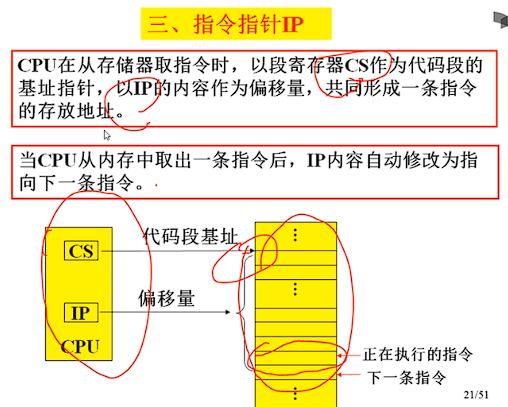 三、指令指针IP
CPU在从存储器取指令时，以段寄存器CS作为代码段的
基址指针，以IP的内容作为偏移量，共同形成一条指令
的存放地址。
当CPU从内存中取出一条指令后，IP内容自动修改为指
向下一条指令。
代码段基址
CS
偏移量
IP
CPU
正在执行的指令
下一条指令
21/51